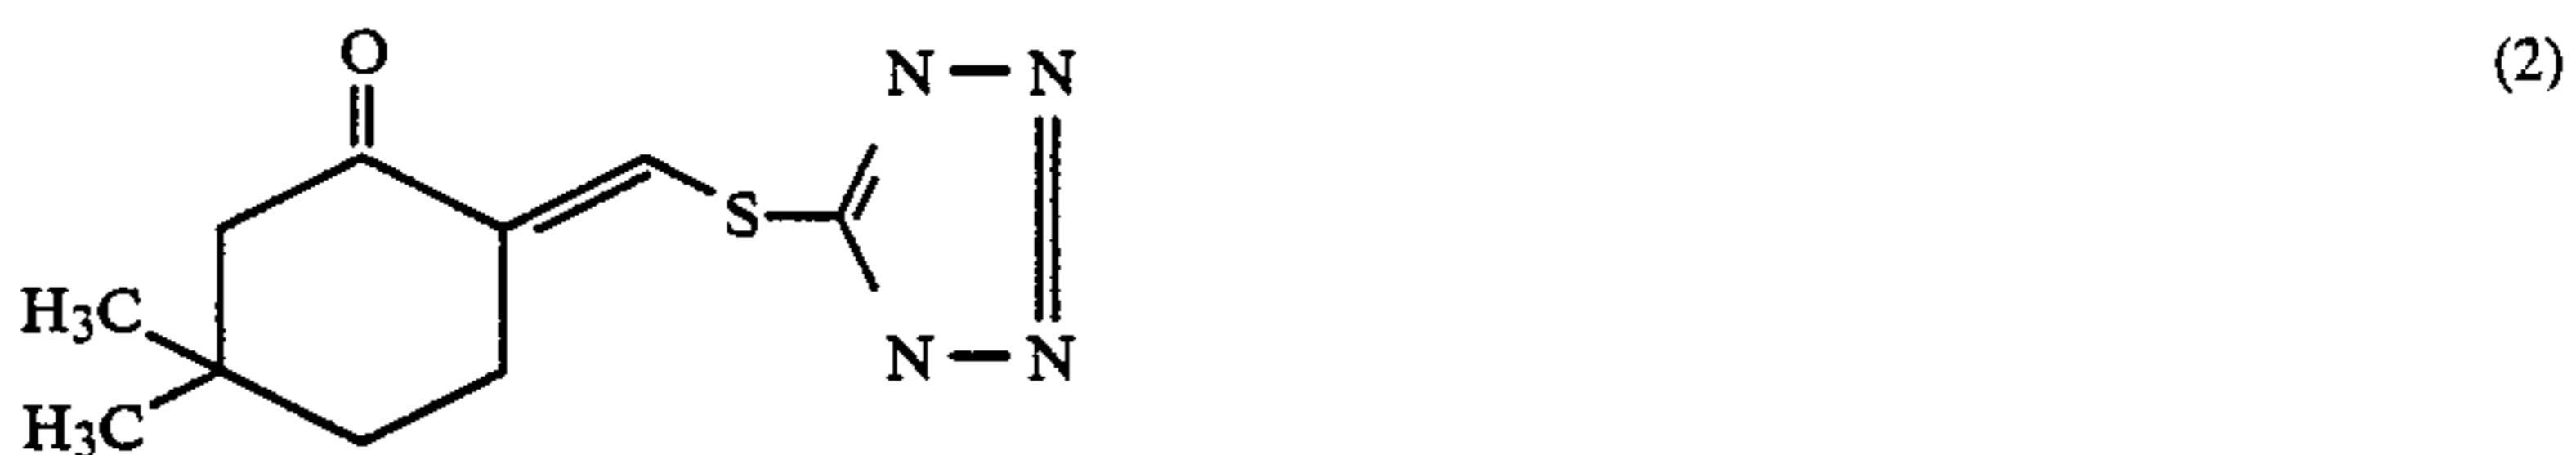 O
N — N (2)
S
H3C
N — N
H3C